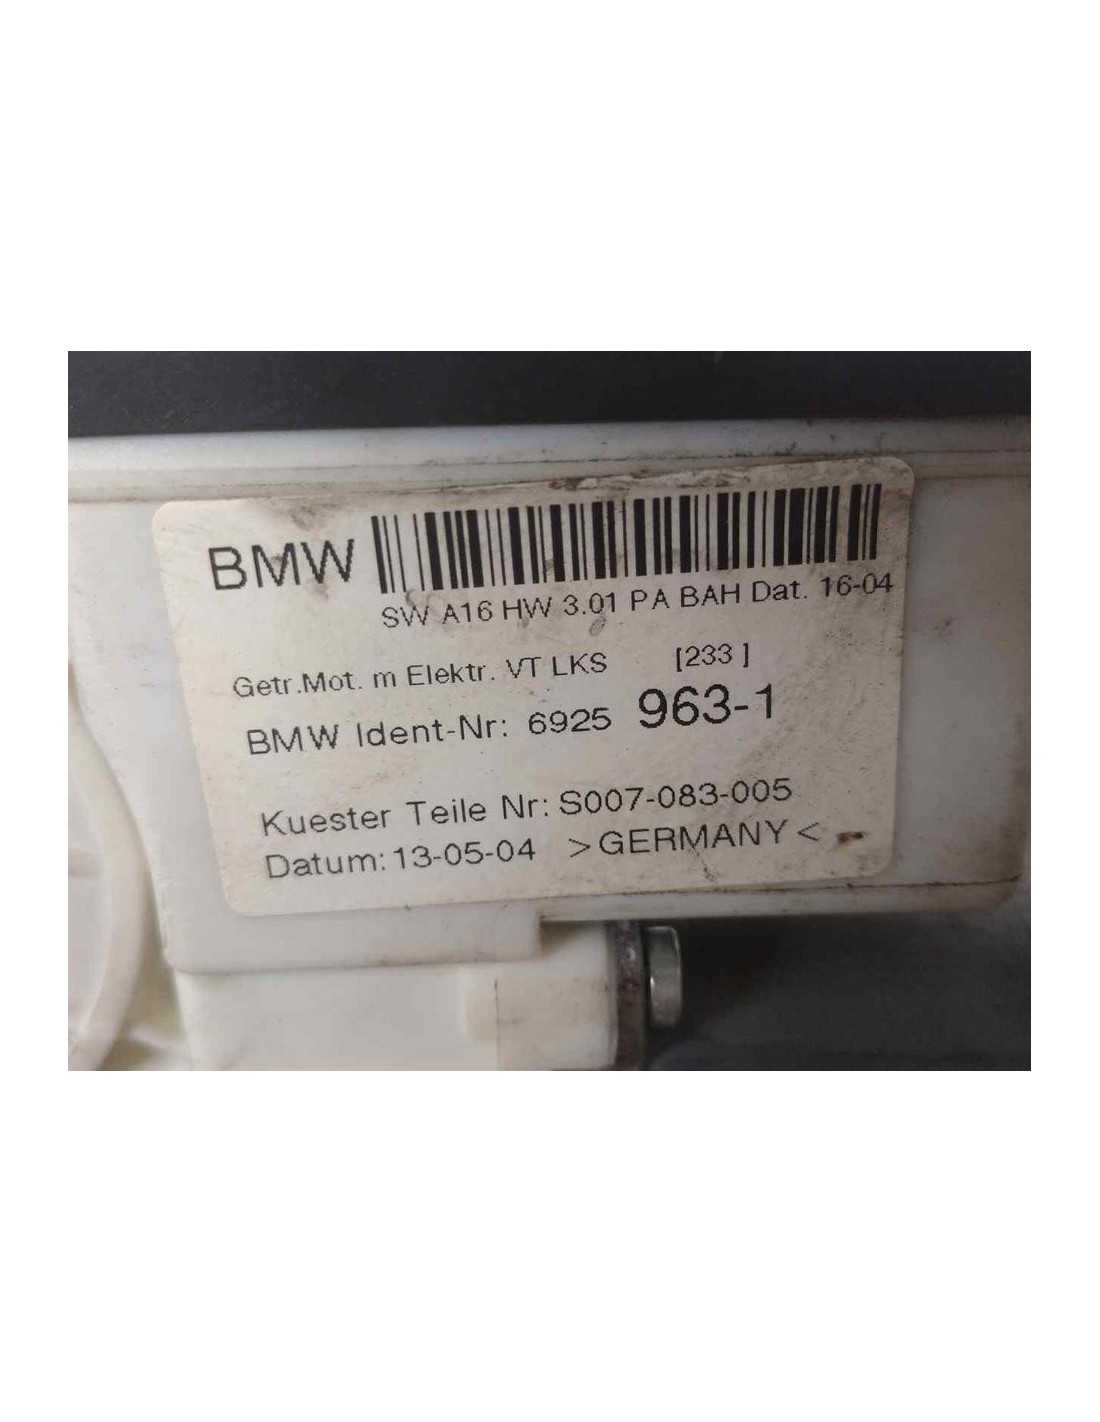 BMW
SW A16 HW 3.01 PA BAH Dat. 16-04
Getr.Mot. m Elektr. VT LKS [233 ]
BMW Ident-Nr: 6925 963-1
Kuester Teile Nr: S007-083-005
Datum: 13-05-04 >GERMANY<